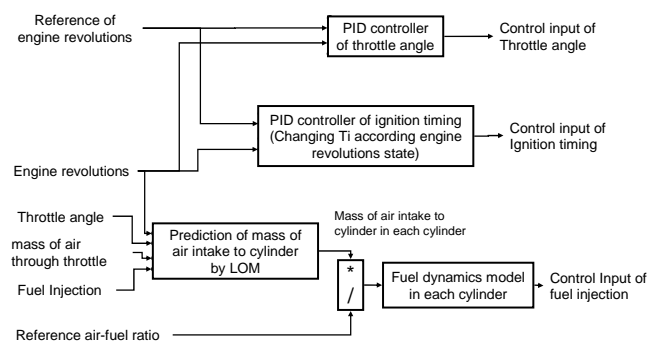 Reference of
engine revolutions
PID controller
of throttle angle
Control input of
Throttle angle
PID controller of ignition timing
(Changing Ti according engine
revolutions state)
Control input of
Ignition timing
Engine revolutions
Throttle angle
mass of air
through throttle
Fuel Injection
Prediction of mass of
air intake to cylinder
by LOM
Mass of air intake to
cylinder in each cylinder
*
/
Fuel dynamics model
in each cylinder
Control Input of
fuel injection
Reference air-fuel ratio